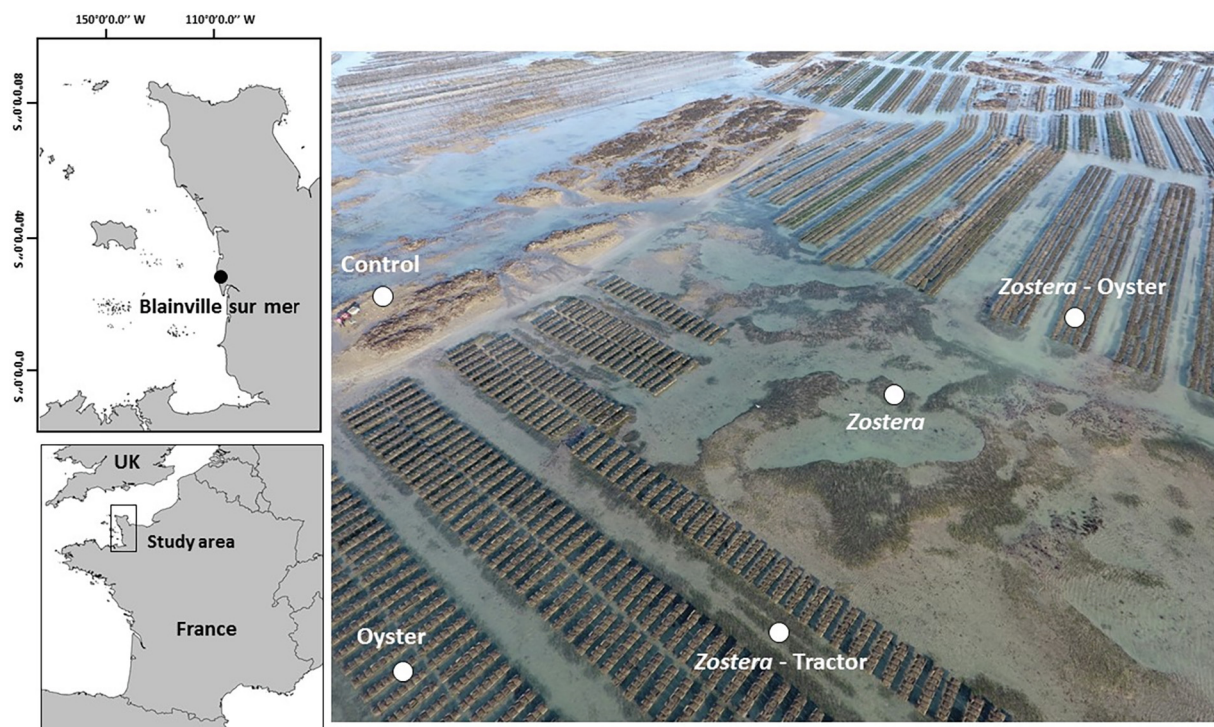 150°0'0.0'' W
110°0'0.0'' W
80°0'0.0'' S
40°0'0.0'' S
0°0'0.0'' S
Blainville sur mer
UK
Study area
France
Control
Zostera - Oyster
Zostera
Oyster
Zostera - Tractor